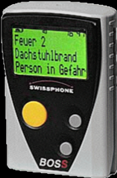 Feuer 2
Dachstuhlbrand
Person in Gefahr
SWISSPHONE
BOSS